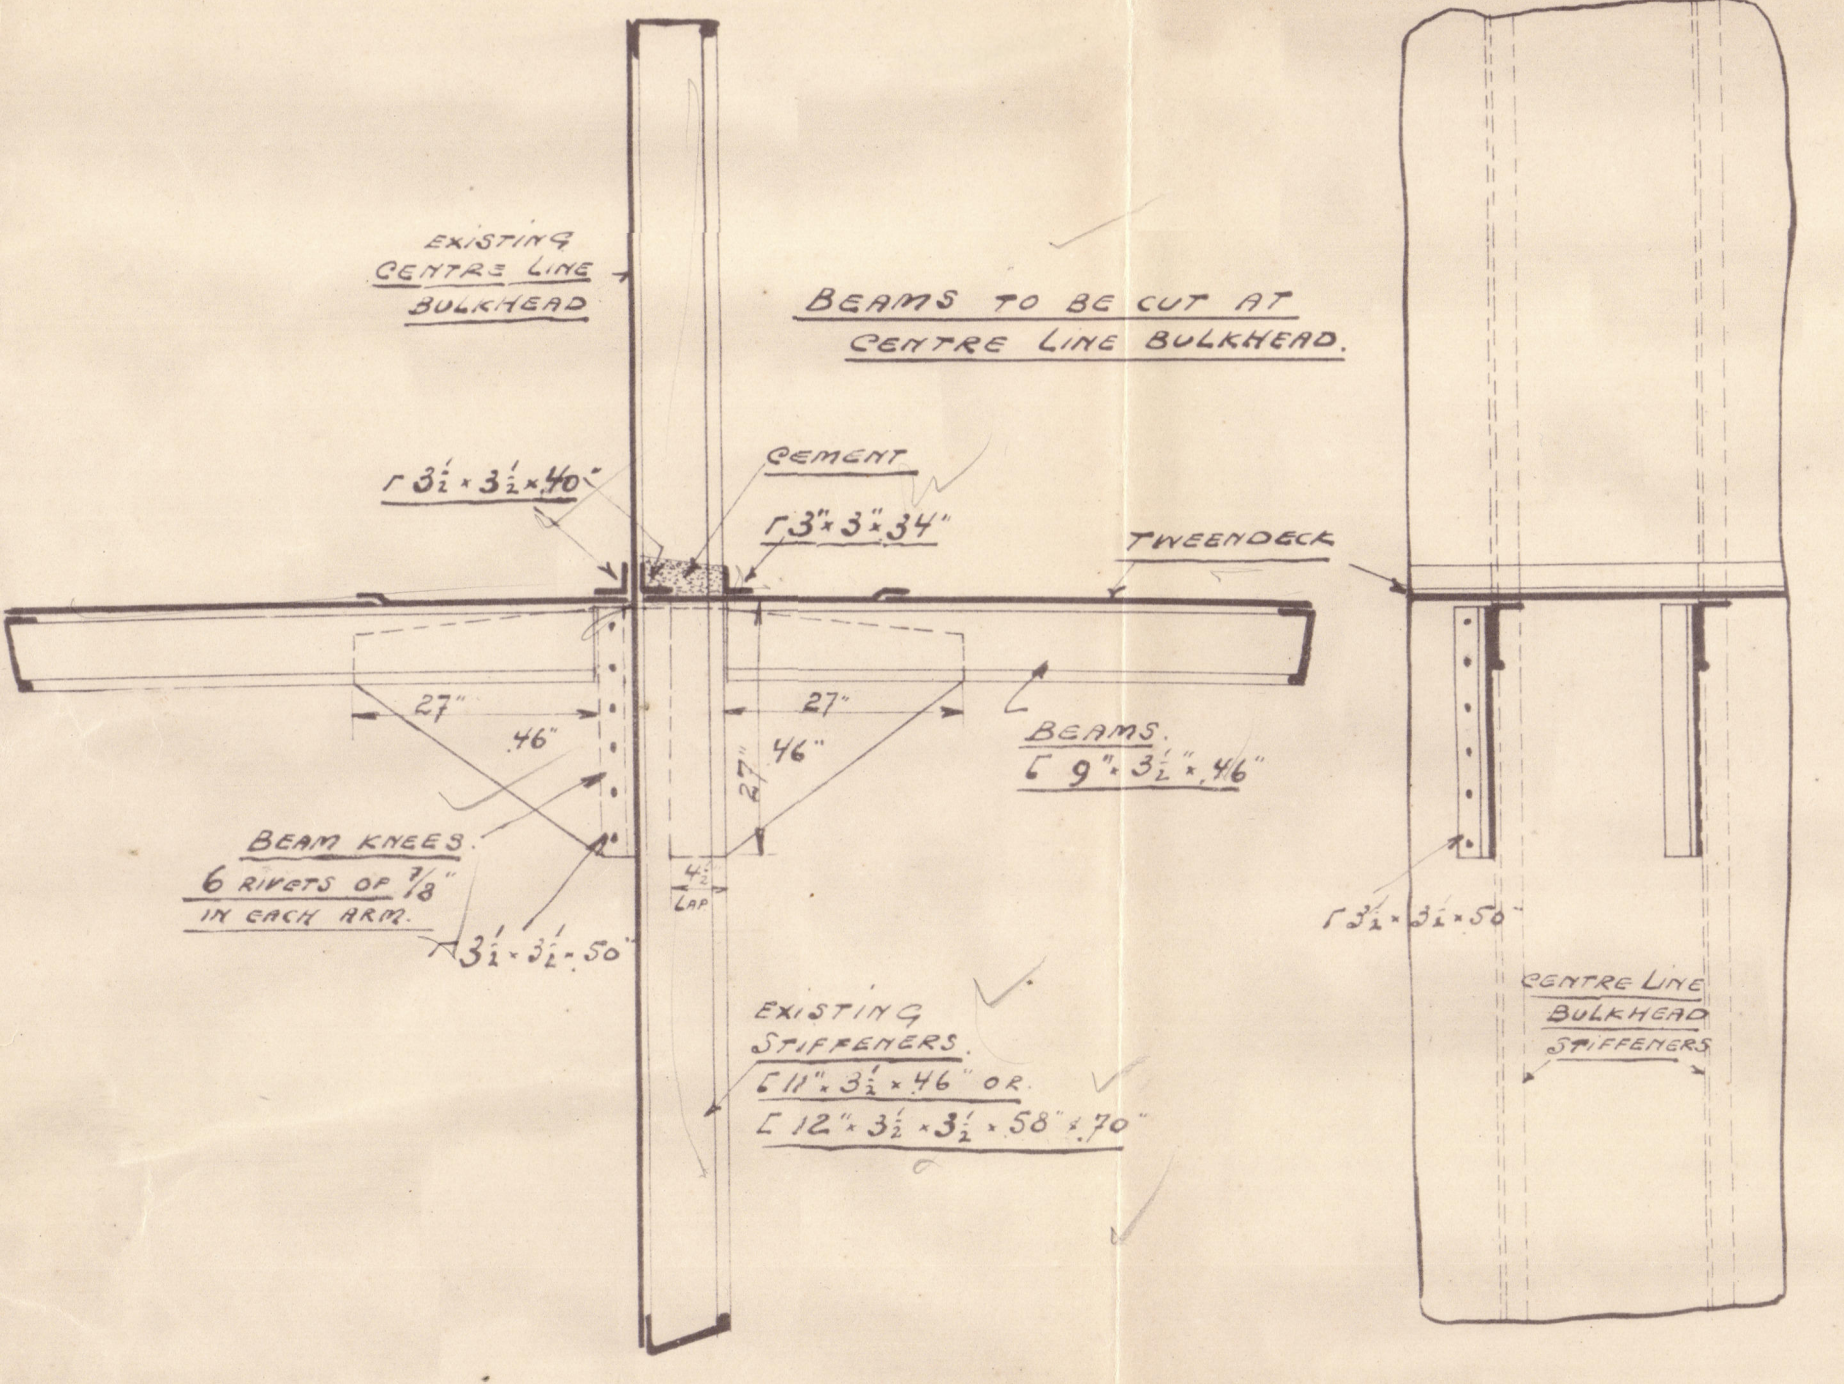 EXISTING
CENTRE LINE
BULKHEAD
BEAMS TO BE CUT AT
CENTRE LINE BULKHEAD.
Γ 3½ × 3½ × .40"
CEMENT
Γ 3" × 3" × .34"
TWEENDECK
27"
.46"
27"
27"
.46"
BEAMS.
[ 9" × 3½" × .46"
BEAM KNEES.
6 RIVETS OF 7/8"
IN EACH ARM.
Γ 3½ × 3½ × .50"
4½
LAP
Γ 3½ × 3½ × .50"
EXISTING
STIFFENERS.
[ 11" × 3½ × .46" OR.
[ 12" × 3½ × 3½ × .58" × .70"
CENTRE LINE
BULKHEAD
STIFFENERS